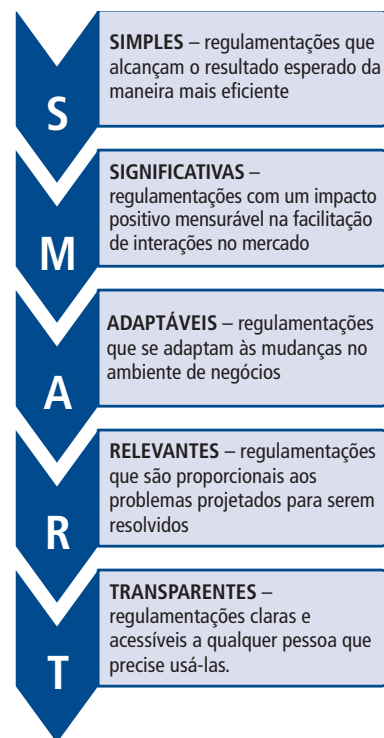 S
SIMPLES – regulamentações que
alcançam o resultado esperado da
maneira mais eficiente
M
SIGNIFICATIVAS –
regulamentações com um impacto
positivo mensurável na facilitação
de interações no mercado
A
ADAPTÁVEIS – regulamentações
que se adaptam às mudanças no
ambiente de negócios
R
RELEVANTES – regulamentações
que são proporcionais aos
problemas projetados para serem
resolvidos
T
TRANSPARENTES –
regulamentações claras e
acessíveis a qualquer pessoa que
precise usá-las.